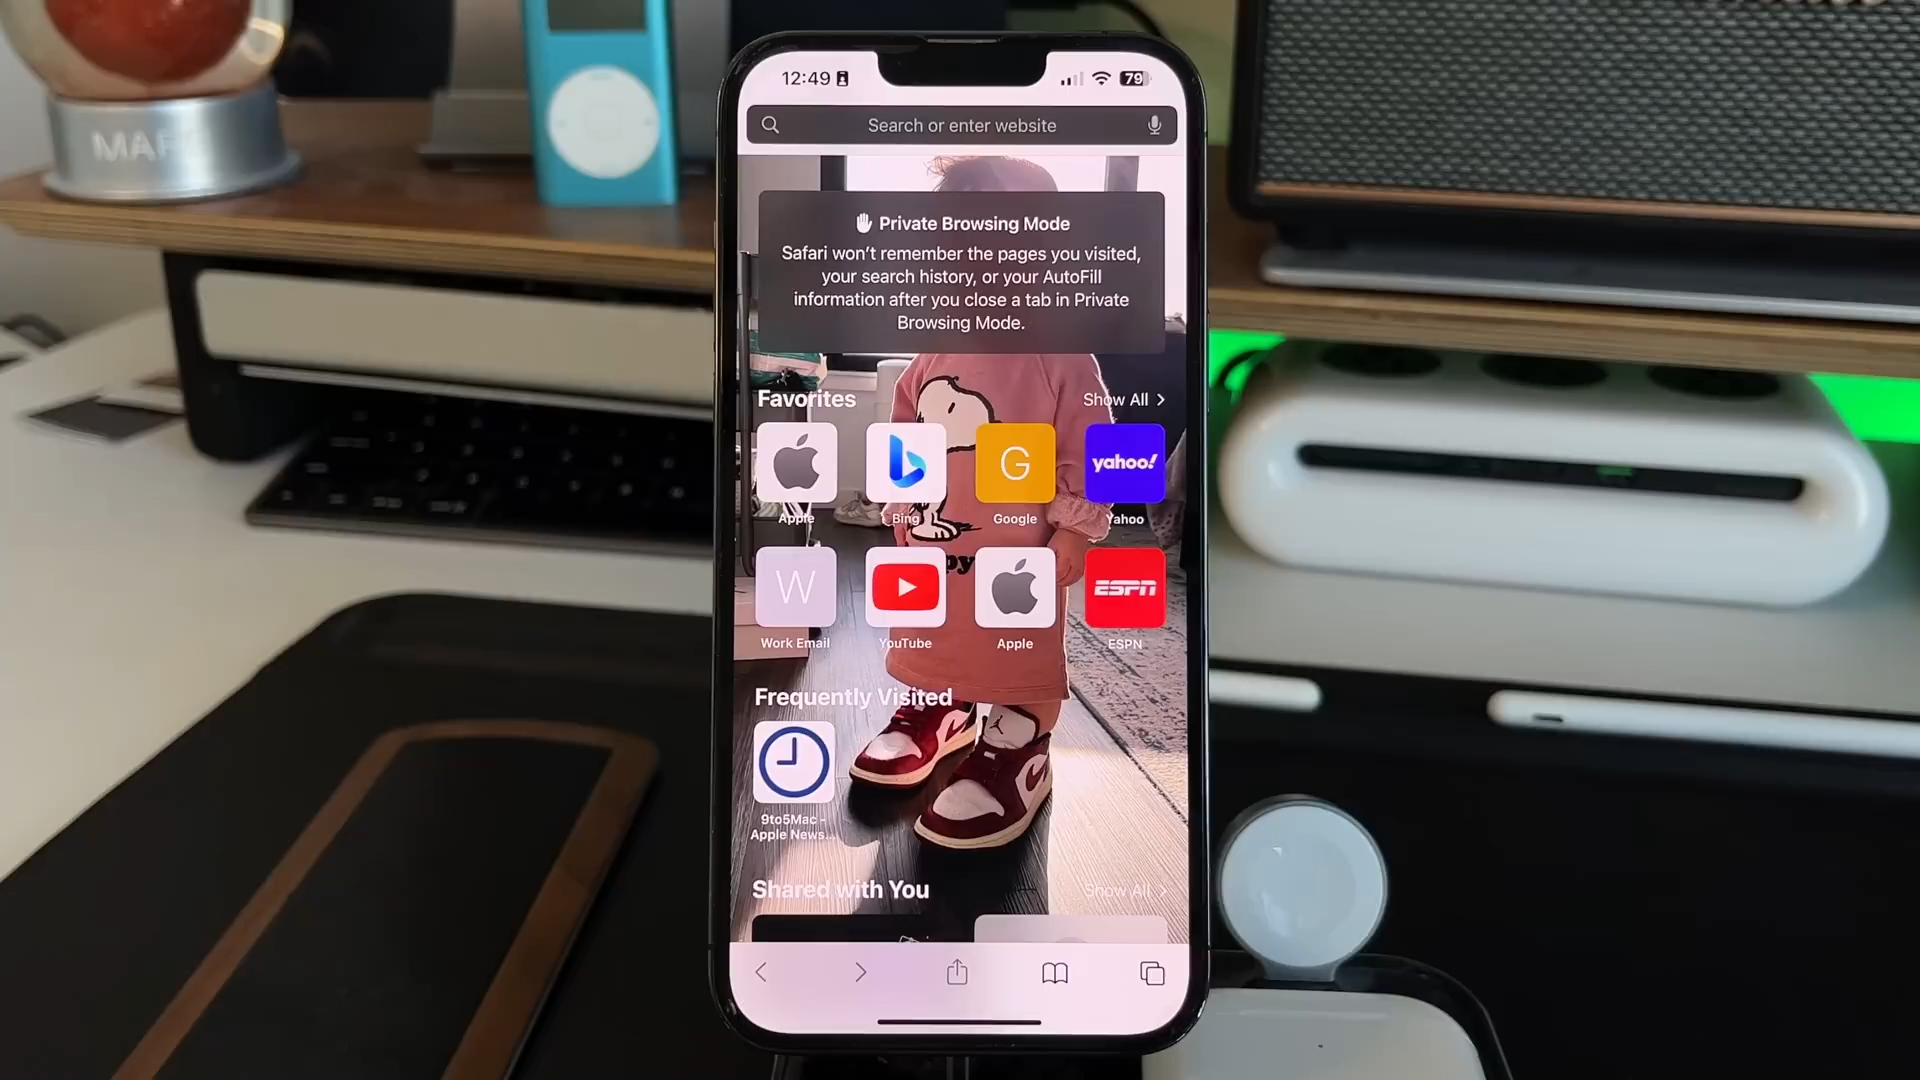 12:49
79
Search or enter website
Private Browsing Mode
Safari won't remember the pages you visited,
your search history, or your AutoFill
information after you close a tab in Private
Browsing Mode.
Favorites
Show All
G
yahoo!
Apple
Bing
Google
Yahoo
W
ESPN
Work Email
YouTube
Apple
ESPN
Frequently Visited
9to5Mac -
Apple News...
Shared with You
Show All